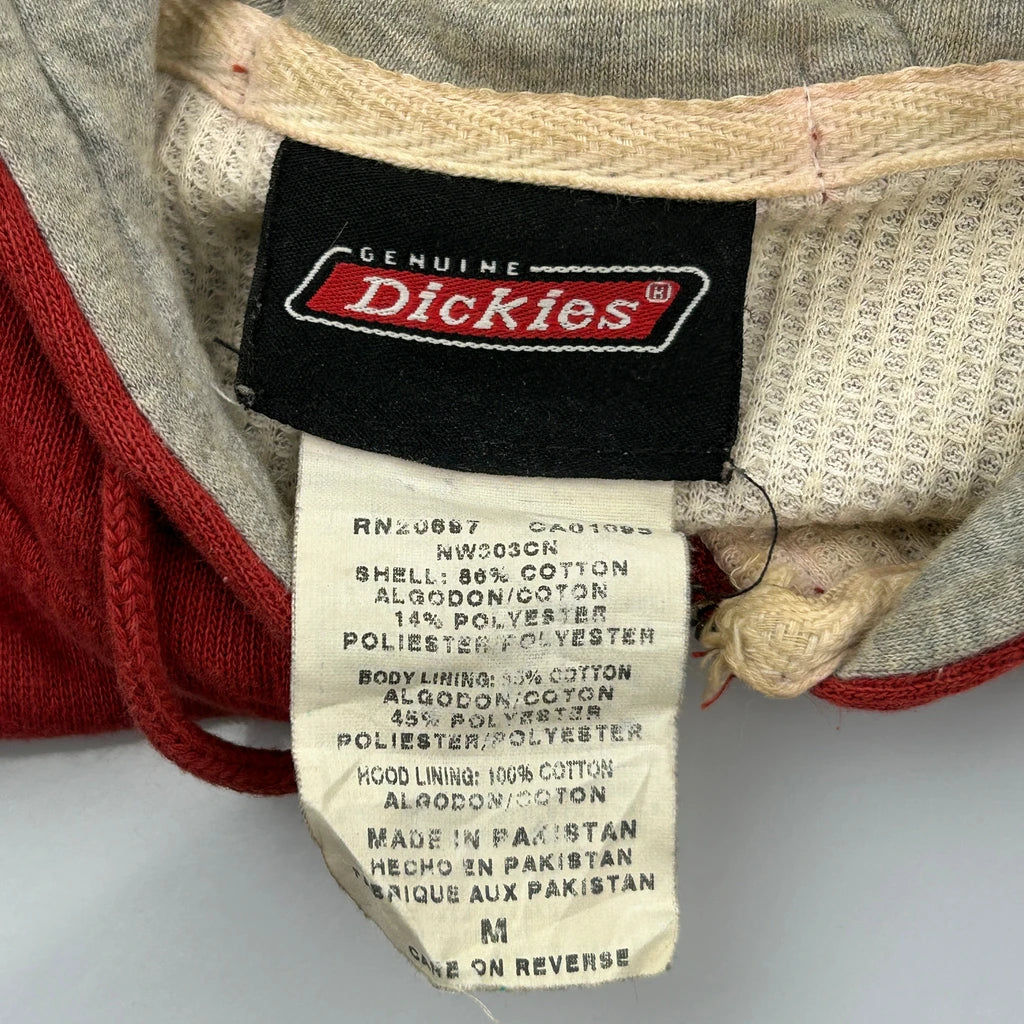 GENUINE
Dickies®
RN20697 CA01095
NW303CN
SHELL: 86% COTTON
ALGODON/COTON
14% POLYESTER
POLIESTER/POLYESTER
BODY LINING: COTTON
ALGODON/COTON
45% POLYESTER
POLIESTER/POLYESTER
HOOD LINING: 100% COTTON
ALGODON/COTON
MADE IN PAKISTAN
HECHO EN PAKISTAN
FABRIQUE AUX PAKISTAN
M
CARE ON REVERSE